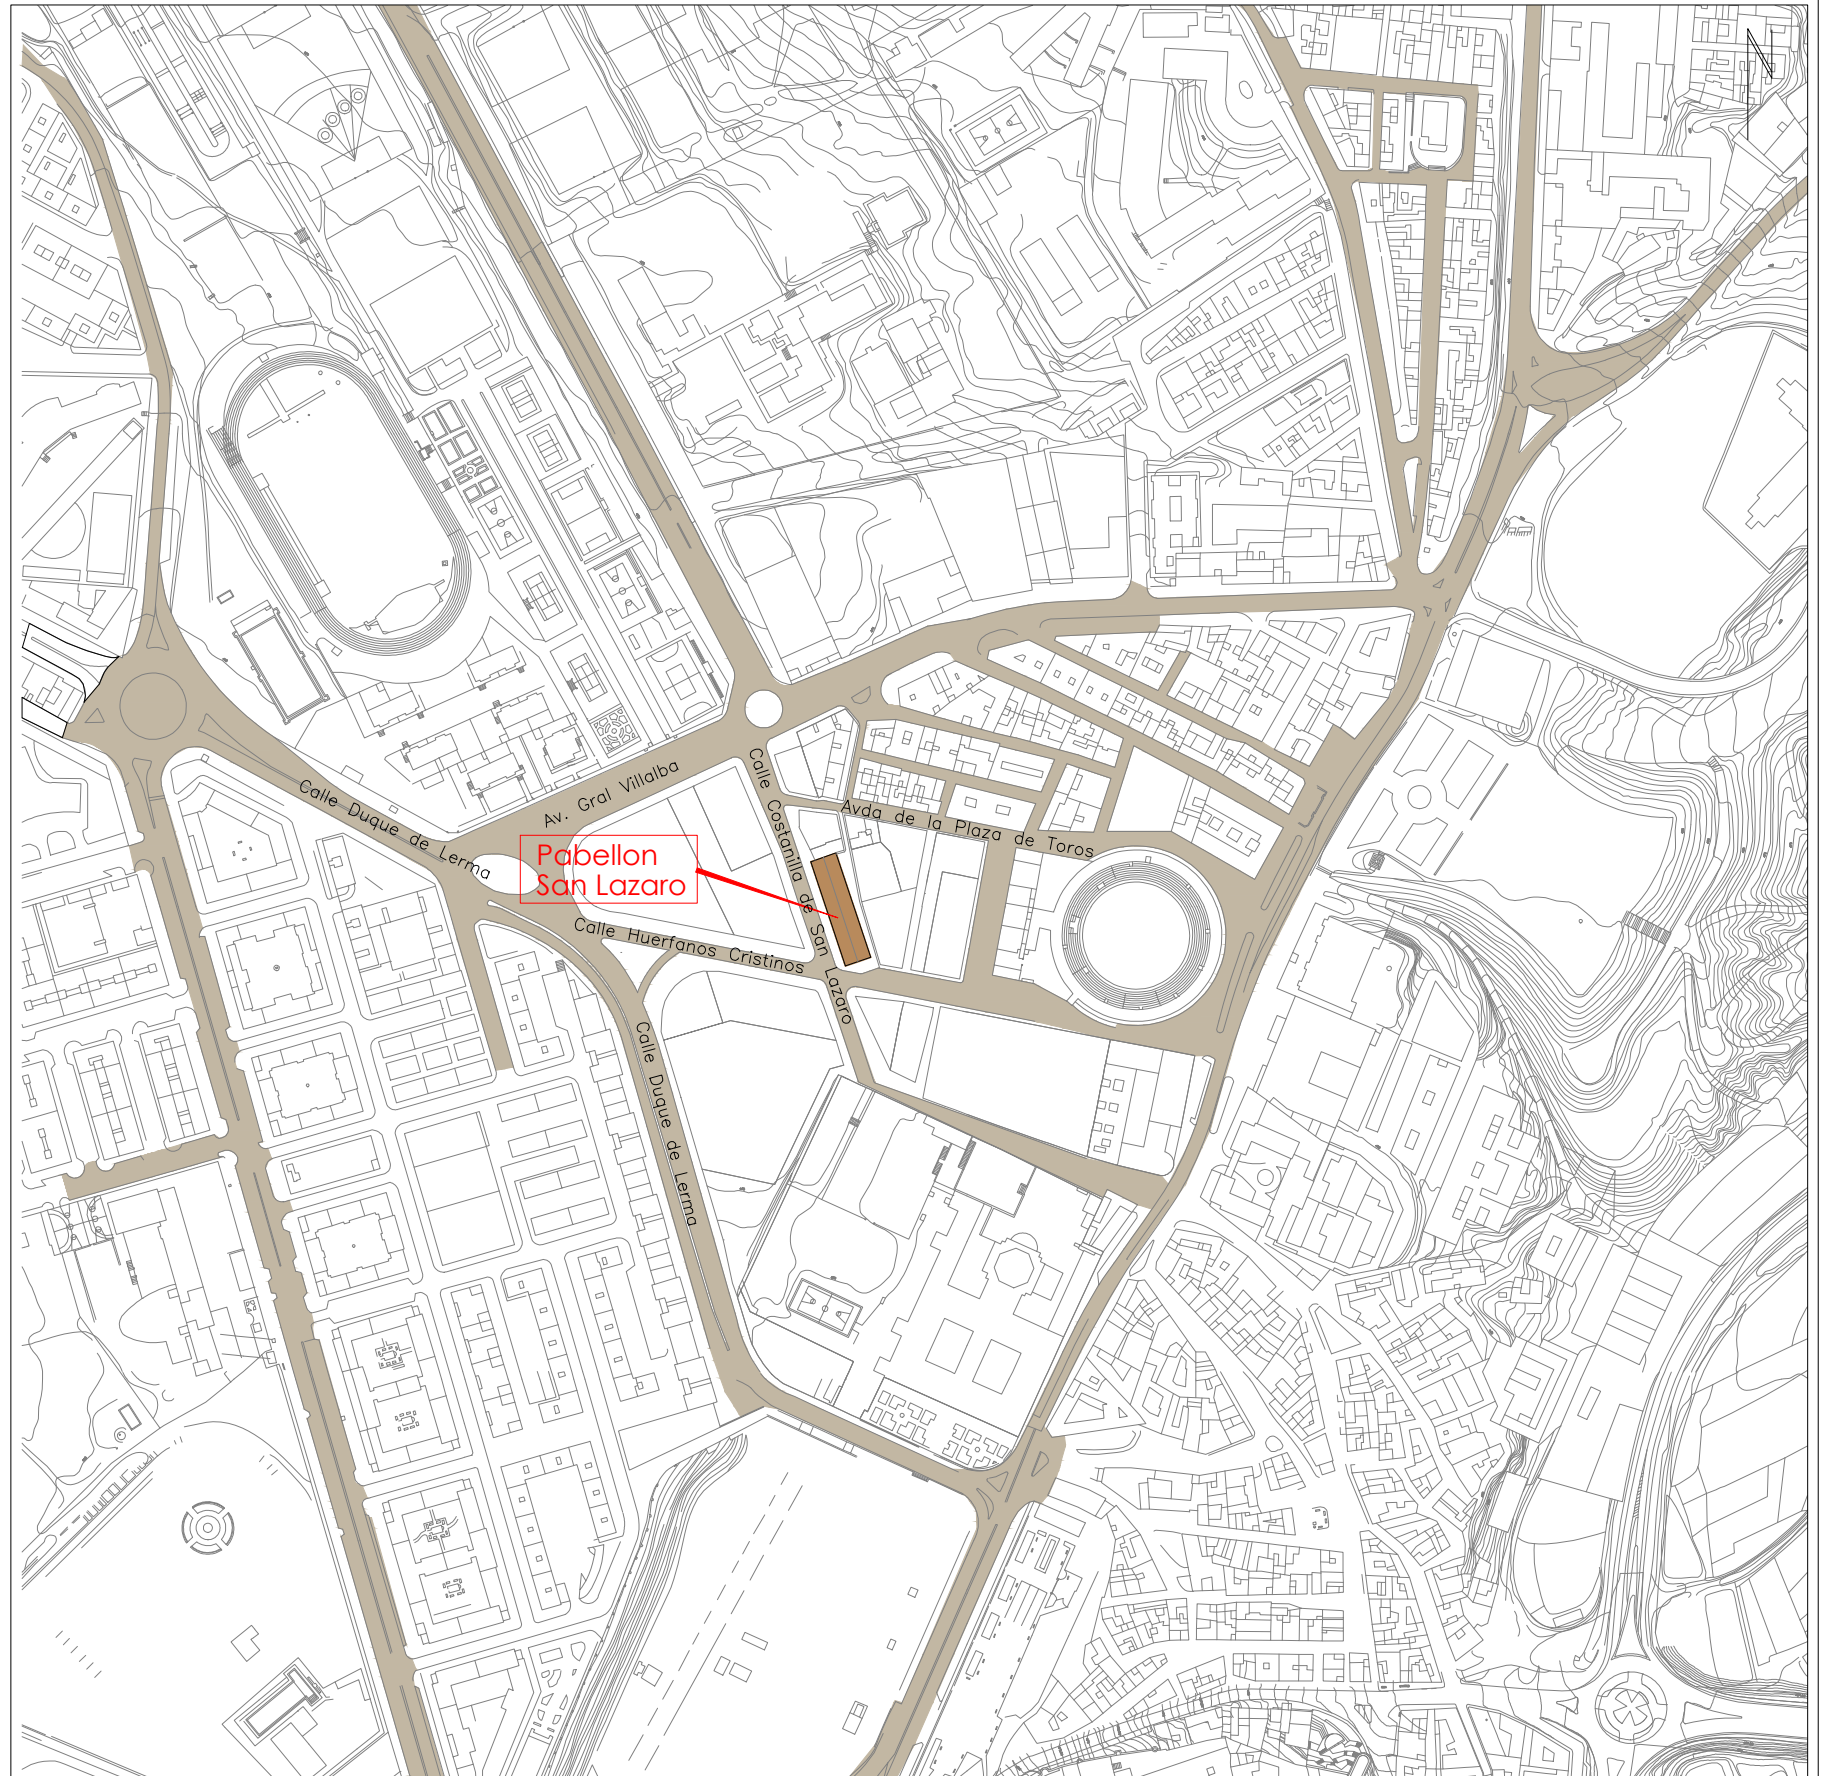 Av. Gral Villalba
Calle Duque de Lerma
Calle Costanilla de San Lazaro
Avda de la Plaza de Toros
Pabellon
San Lazaro
Calle Huerfanos Cristinos
Calle Duque de Lerma
N